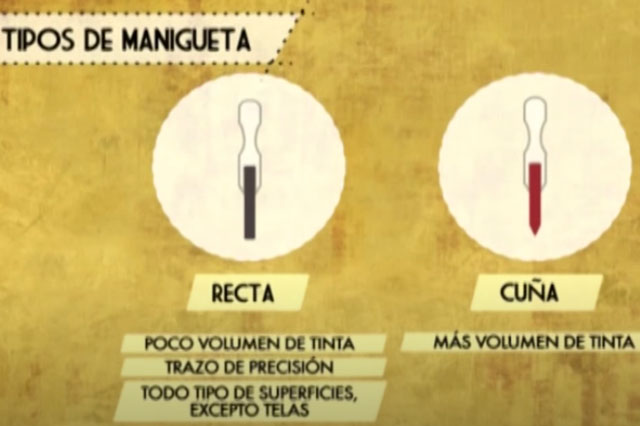 TIPOS DE MANIGUETA
RECTA
POCO VOLUMEN DE TINTA
TRAZO DE PRECISIÓN
TODO TIPO DE SUPERFICIES,
EXCEPTO TELAS
CUÑA
MÁS VOLUMEN DE TINTA